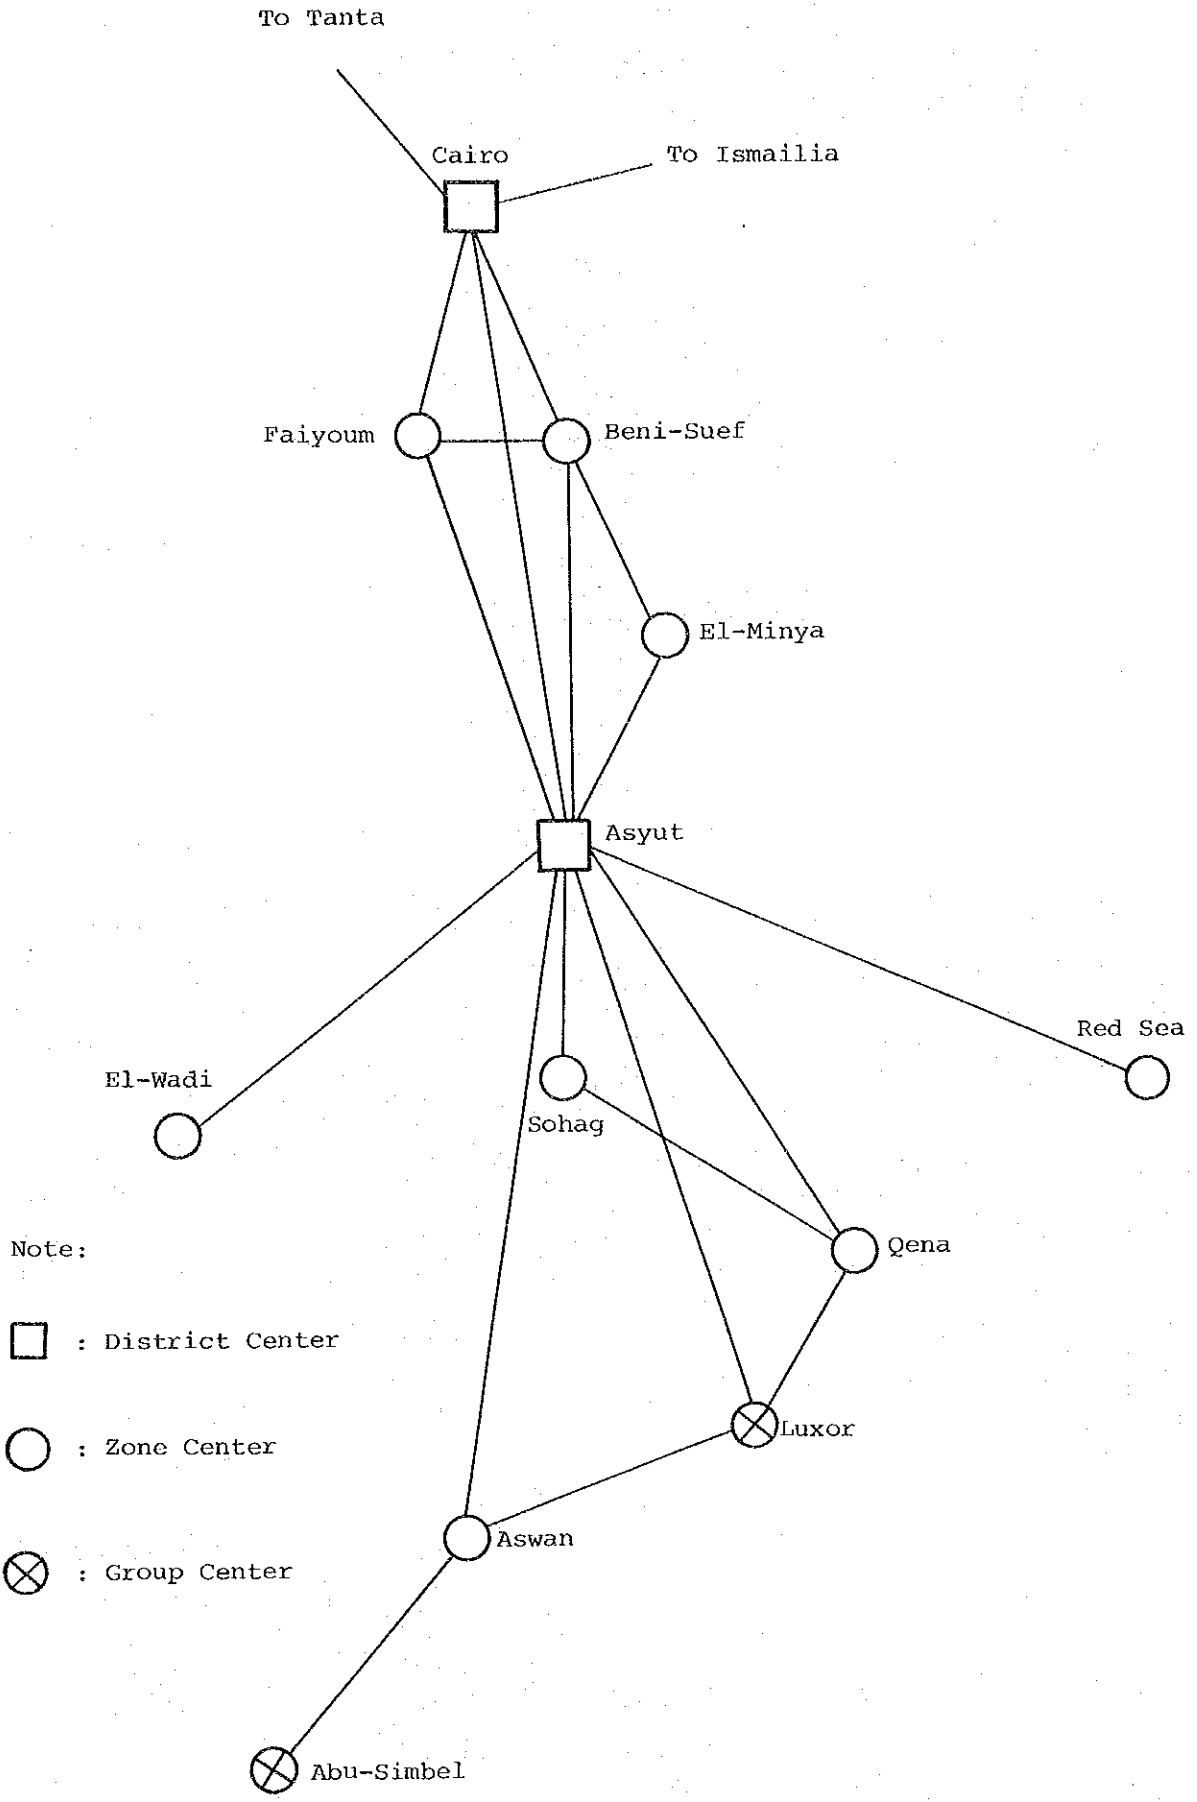 To Tanta
Cairo
To Ismailia
Faiyoum
Beni-Suef
El-Minya
Asyut
Red Sea
El-Wadi
Sohag
Qena
Note:
: District Center
Luxor
: Zone Center
Aswan
: Group Center
Abu-Simbel